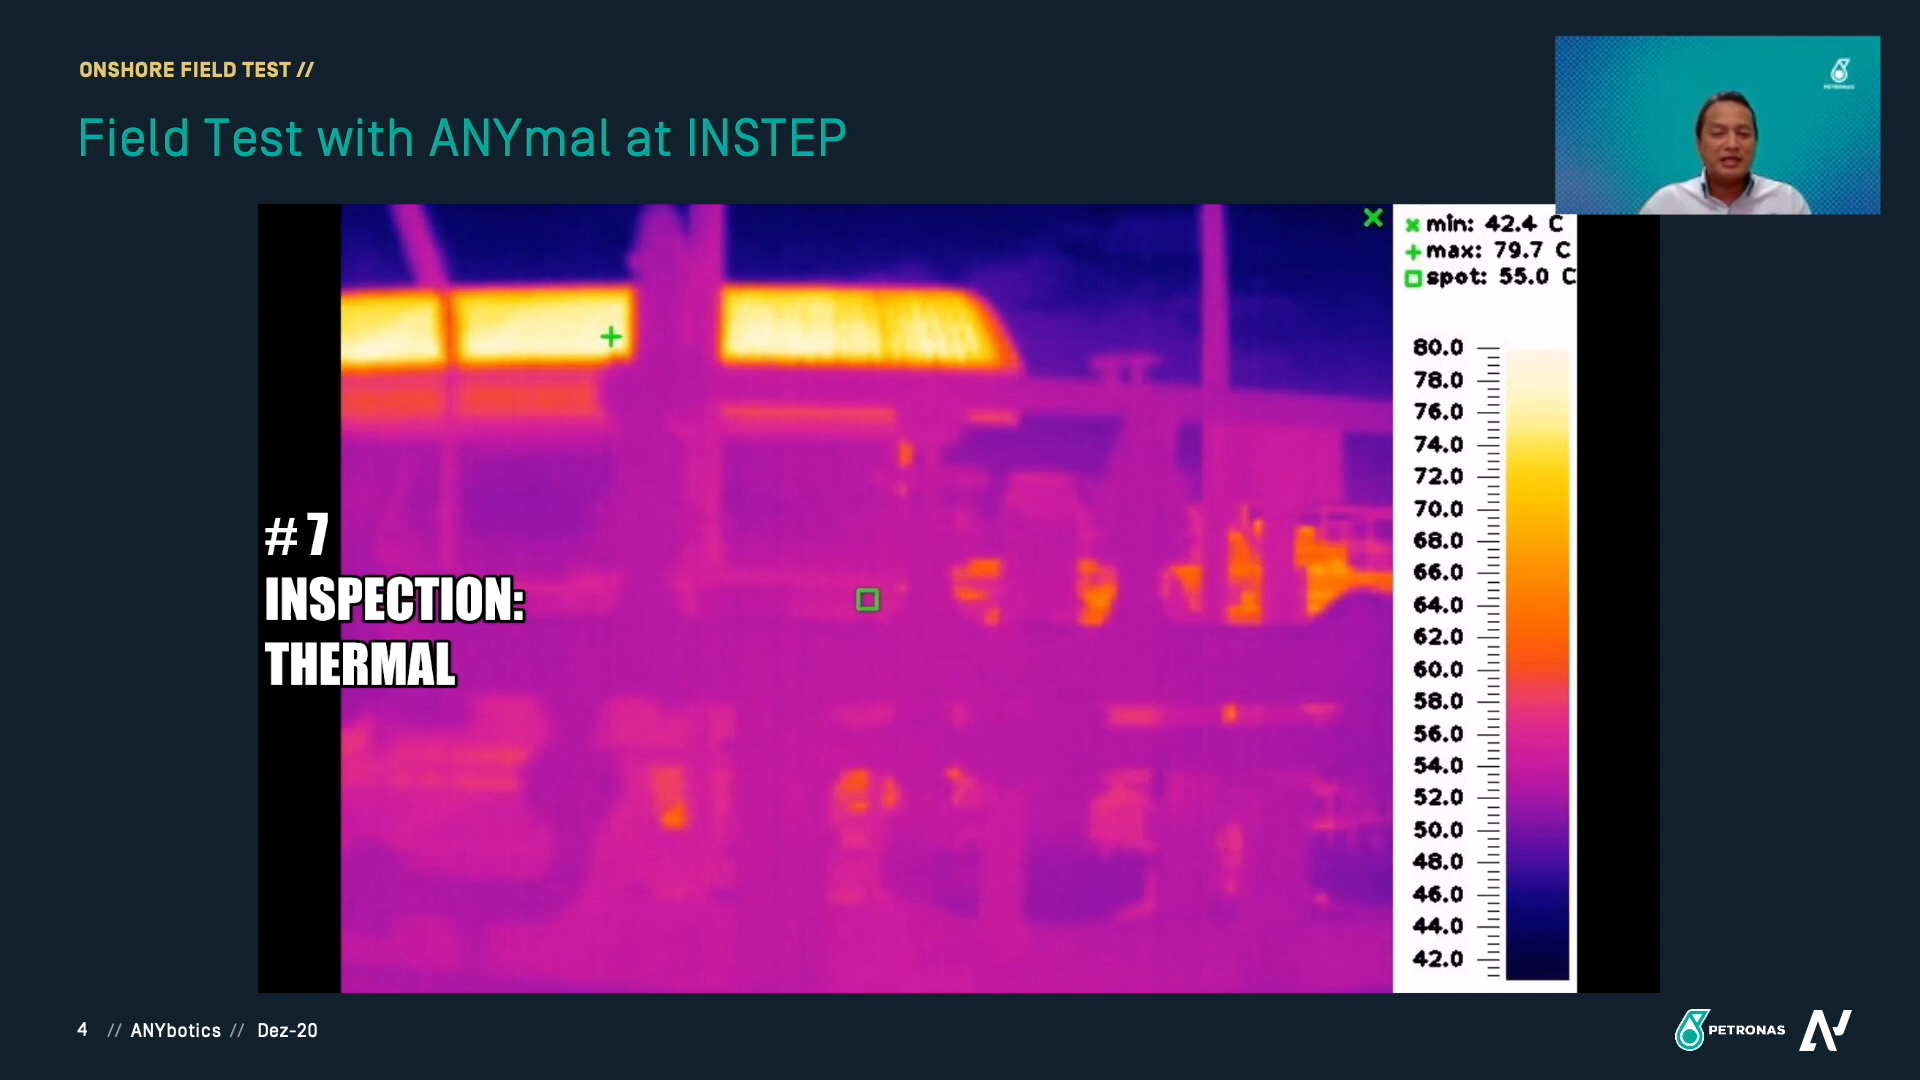 ONSHORE FIELD TEST //
Field Test with ANYmal at INSTEP
PETRONAS
min: 42.4 C
max: 79.7 C
spot: 55.0 C
80.0
78.0
76.0
74.0
72.0
70.0
68.0
66.0
64.0
62.0
60.0
58.0
56.0
54.0
52.0
50.0
48.0
46.0
44.0
42.0
#7
INSPECTION:
THERMAL
4 // ANYbotics // Dez-20
PETRONAS